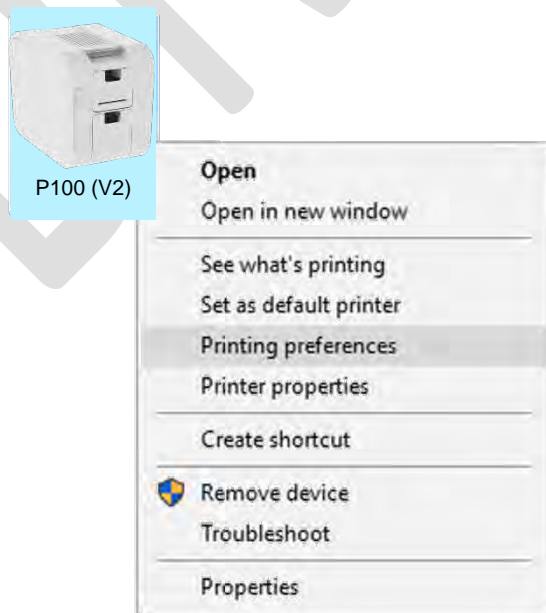 P100 (V2)
Open
Open in new window
See what's printing
Set as default printer
Printing preferences
Printer properties
Create shortcut
Remove device
Troubleshoot
Properties